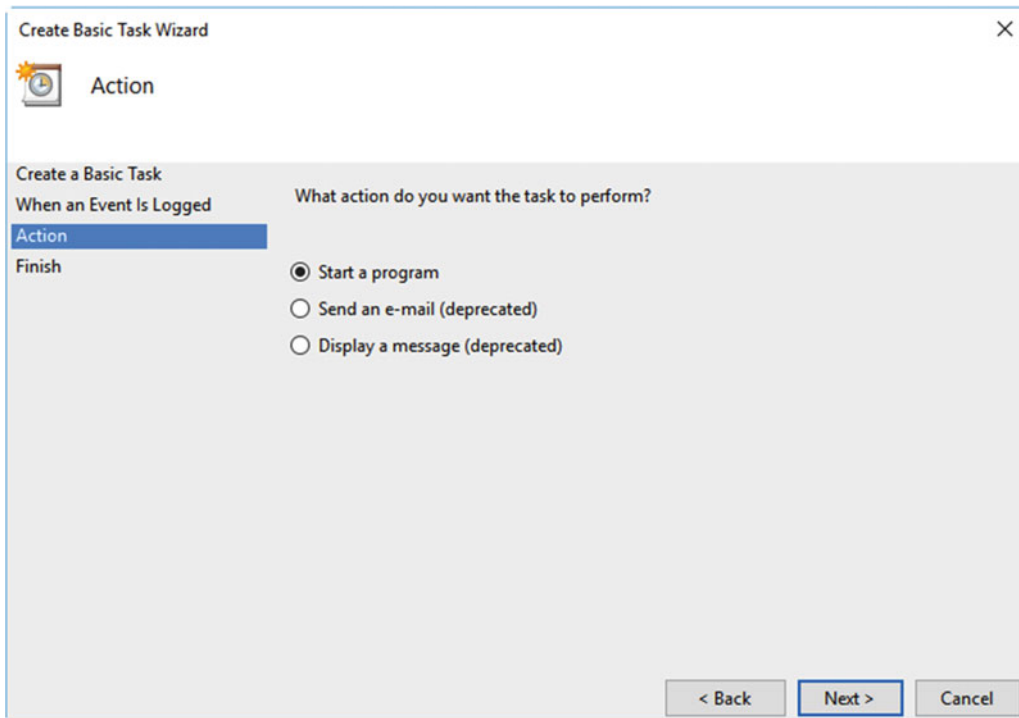 Create Basic Task Wizard
Action
Create a Basic Task
When an Event Is Logged
Action
Finish
What action do you want the task to perform?
Start a program
Send an e-mail (deprecated)
Display a message (deprecated)
< Back
Next >
Cancel